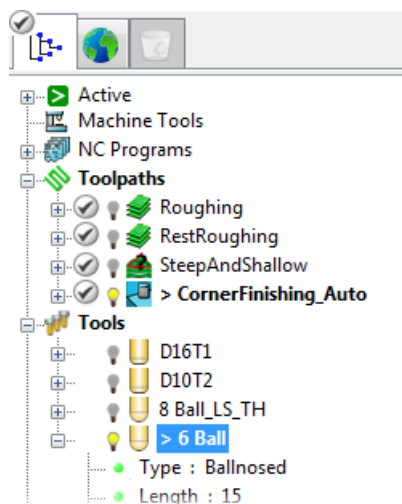 Active
Machine Tools
NC Programs
Toolpaths
Roughing
RestRoughing
SteepAndShallow
> CornerFinishing_Auto
Tools
D16T1
D10T2
8 Ball_LS_TH
> 6 Ball
Type : Ballnosed
Length : 15